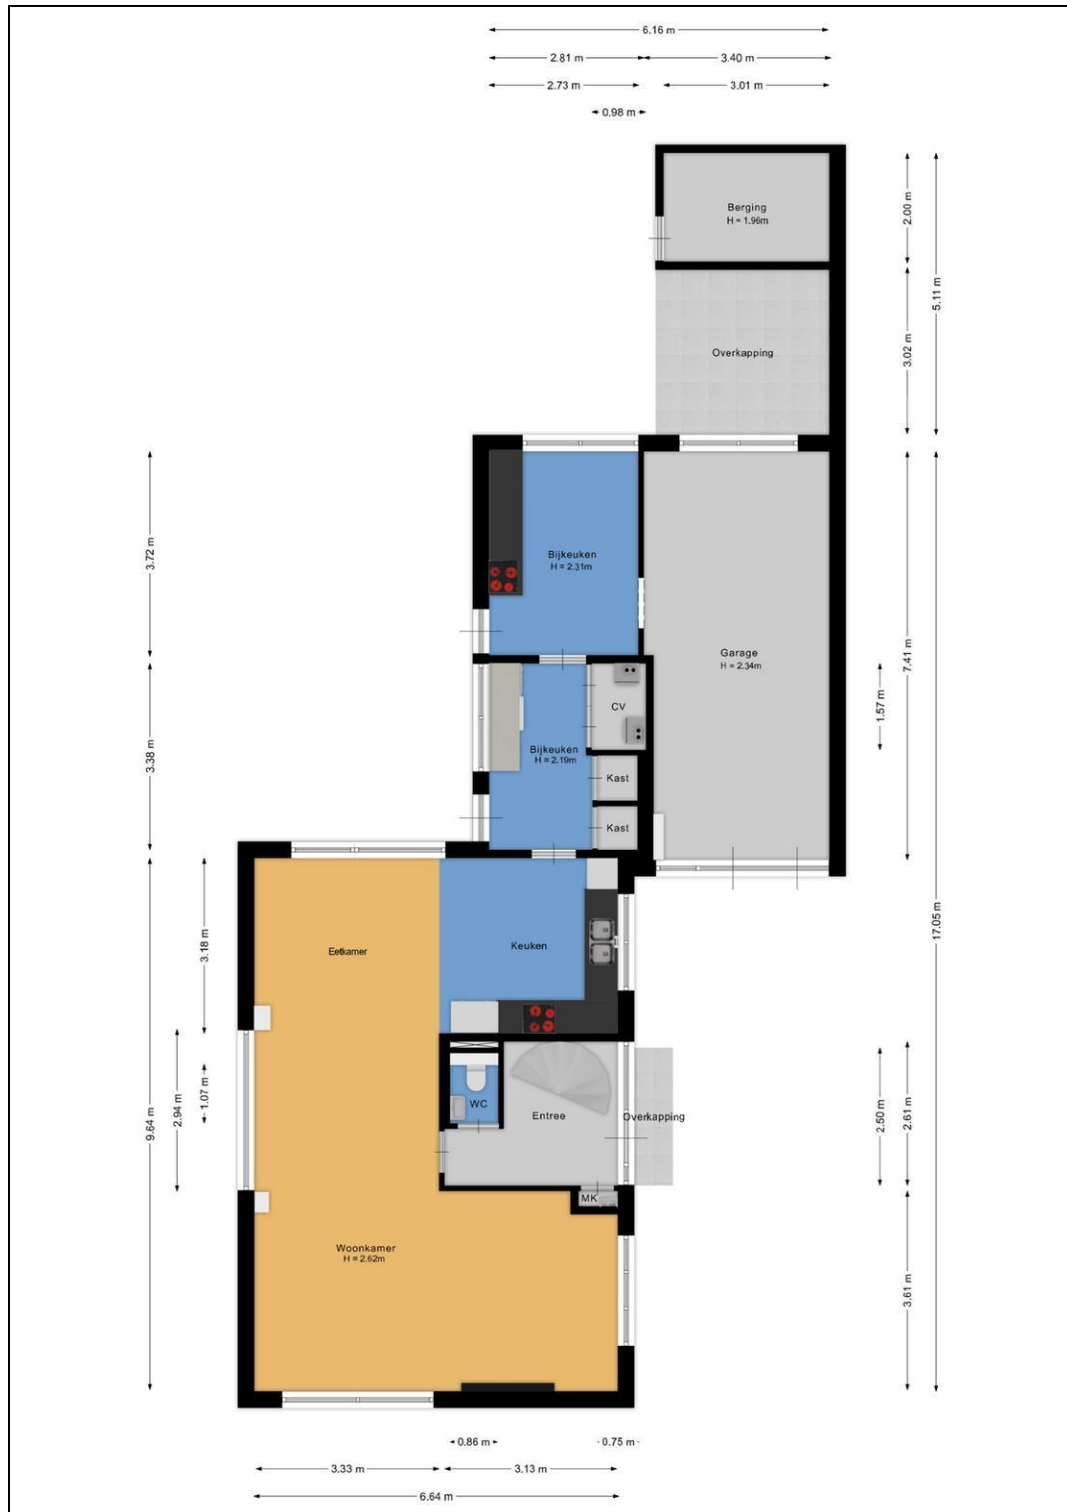 6.16 m
2.81 m
3.40 m
2.73 m
3.01 m
0.98 m
Berging
H = 1.96m
2.00 m
5.11 m
Overkapping
3.02 m
Bijkeuken
H = 2.31m
3.72 m
Garage
H = 2.34m
7.41 m
CV
1.57 m
Bijkeuken
H = 2.19m
3.38 m
Kast
Kast
17.05 m
Eetkamer
Keuken
3.18 m
WC
Entree
Overkapping
1.07 m
2.94 m
9.64 m
2.50 m
2.61 m
MK
Woonkamer
H = 2.62m
3.61 m
0.86 m
0.75 m
3.33 m
3.13 m
6.64 m